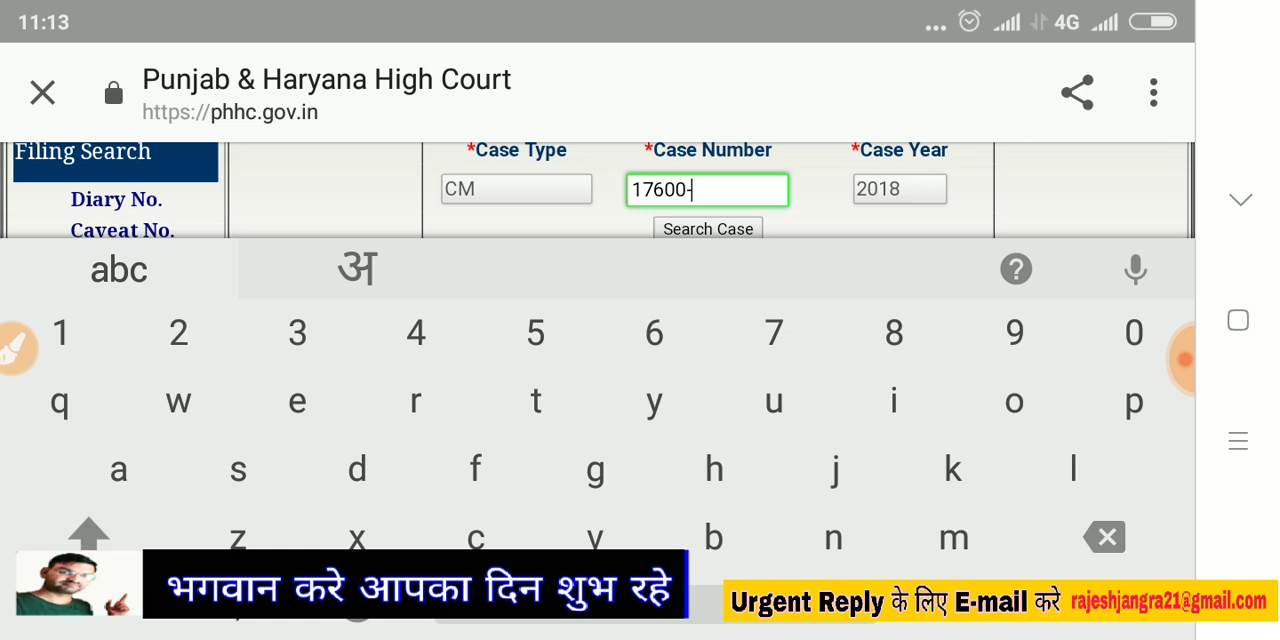 11:13
4G
Punjab & Haryana High Court
https://phhc.gov.in
Filing Search
*Case Type *Case Number *Case Year
CM 17600- 2018
Diary No.
Caveat No.
Search Case
abc अ ?
1 2 3 4 5 6 7 8 9 0
q w e r t y u i o p
a s d f g h j k l
z x c v b n m
भगवान करे आपका दिन शुभ रहे
Urgent Reply के लिए E-mail करे rajeshjangra21@gmail.com